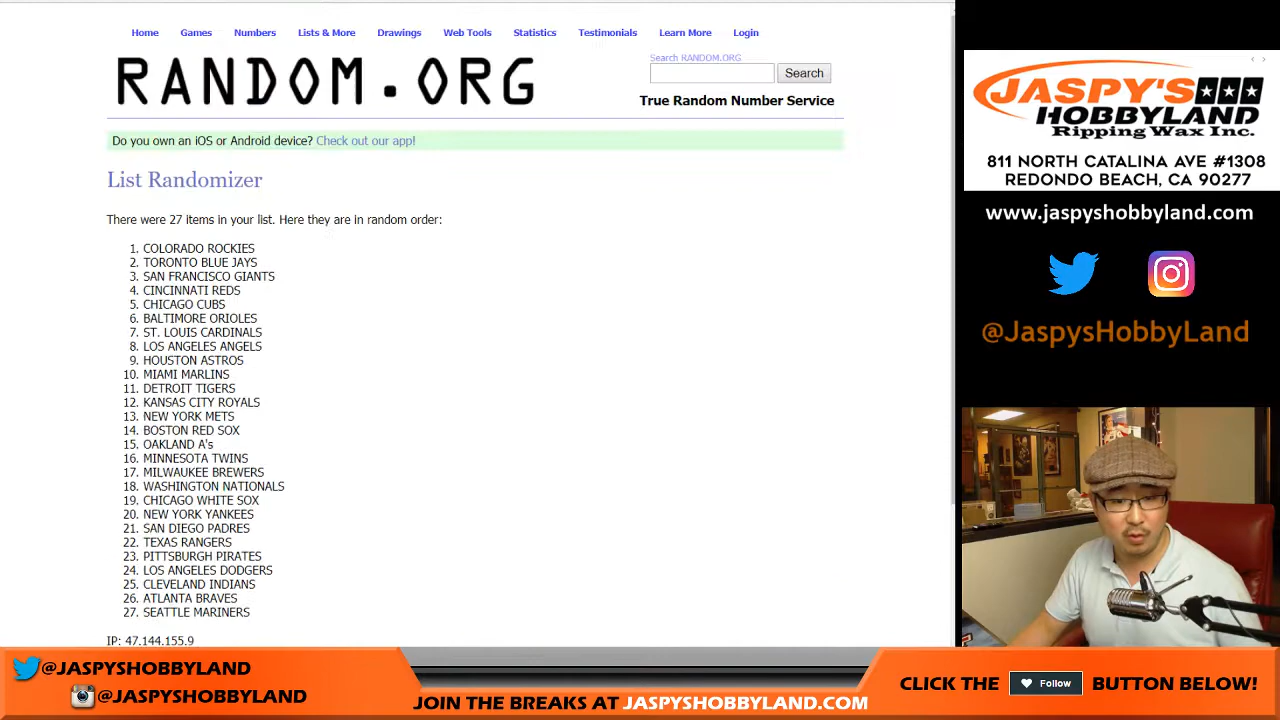 Home Games Numbers Lists & More Drawings Web Tools Statistics Testimonials Learn More Login
RANDOM.ORG
Search RANDOM.ORG
Search
True Random Number Service
Do you own an iOS or Android device? Check out our app!
List Randomizer
There were 27 items in your list. Here they are in random order:
1. COLORADO ROCKIES
2. TORONTO BLUE JAYS
3. SAN FRANCISCO GIANTS
4. CINCINNATI REDS
5. CHICAGO CUBS
6. BALTIMORE ORIOLES
7. ST. LOUIS CARDINALS
8. LOS ANGELES ANGELS
9. HOUSTON ASTROS
10. MIAMI MARLINS
11. DETROIT TIGERS
12. KANSAS CITY ROYALS
13. NEW YORK METS
14. BOSTON RED SOX
15. OAKLAND A's
16. MINNESOTA TWINS
17. MILWAUKEE BREWERS
18. WASHINGTON NATIONALS
19. CHICAGO WHITE SOX
20. NEW YORK YANKEES
21. SAN DIEGO PADRES
22. TEXAS RANGERS
23. PITTSBURGH PIRATES
24. LOS ANGELES DODGERS
25. CLEVELAND INDIANS
26. ATLANTA BRAVES
27. SEATTLE MARINERS
IP: 47.144.155.9
JASPY'S
HOBBYLAND
Ripping Wax Inc.
811 NORTH CATALINA AVE #1308
REDONDO BEACH, CA 90277
www.jaspyshobbyland.com
@JaspysHobbyLand
@JASPYSHOBBYLAND
@JASPYSHOBBYLAND
JOIN THE BREAKS AT JASPYSHOBBYLAND.COM
CLICK THE Follow BUTTON BELOW!